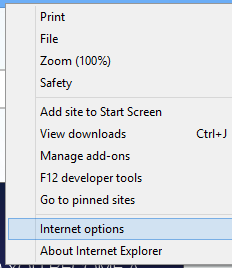 Print
File
Zoom (100%)
Safety
Add site to Start Screen
View downloads Ctrl+J
Manage add-ons
F12 developer tools
Go to pinned sites
Internet options
About Internet Explorer